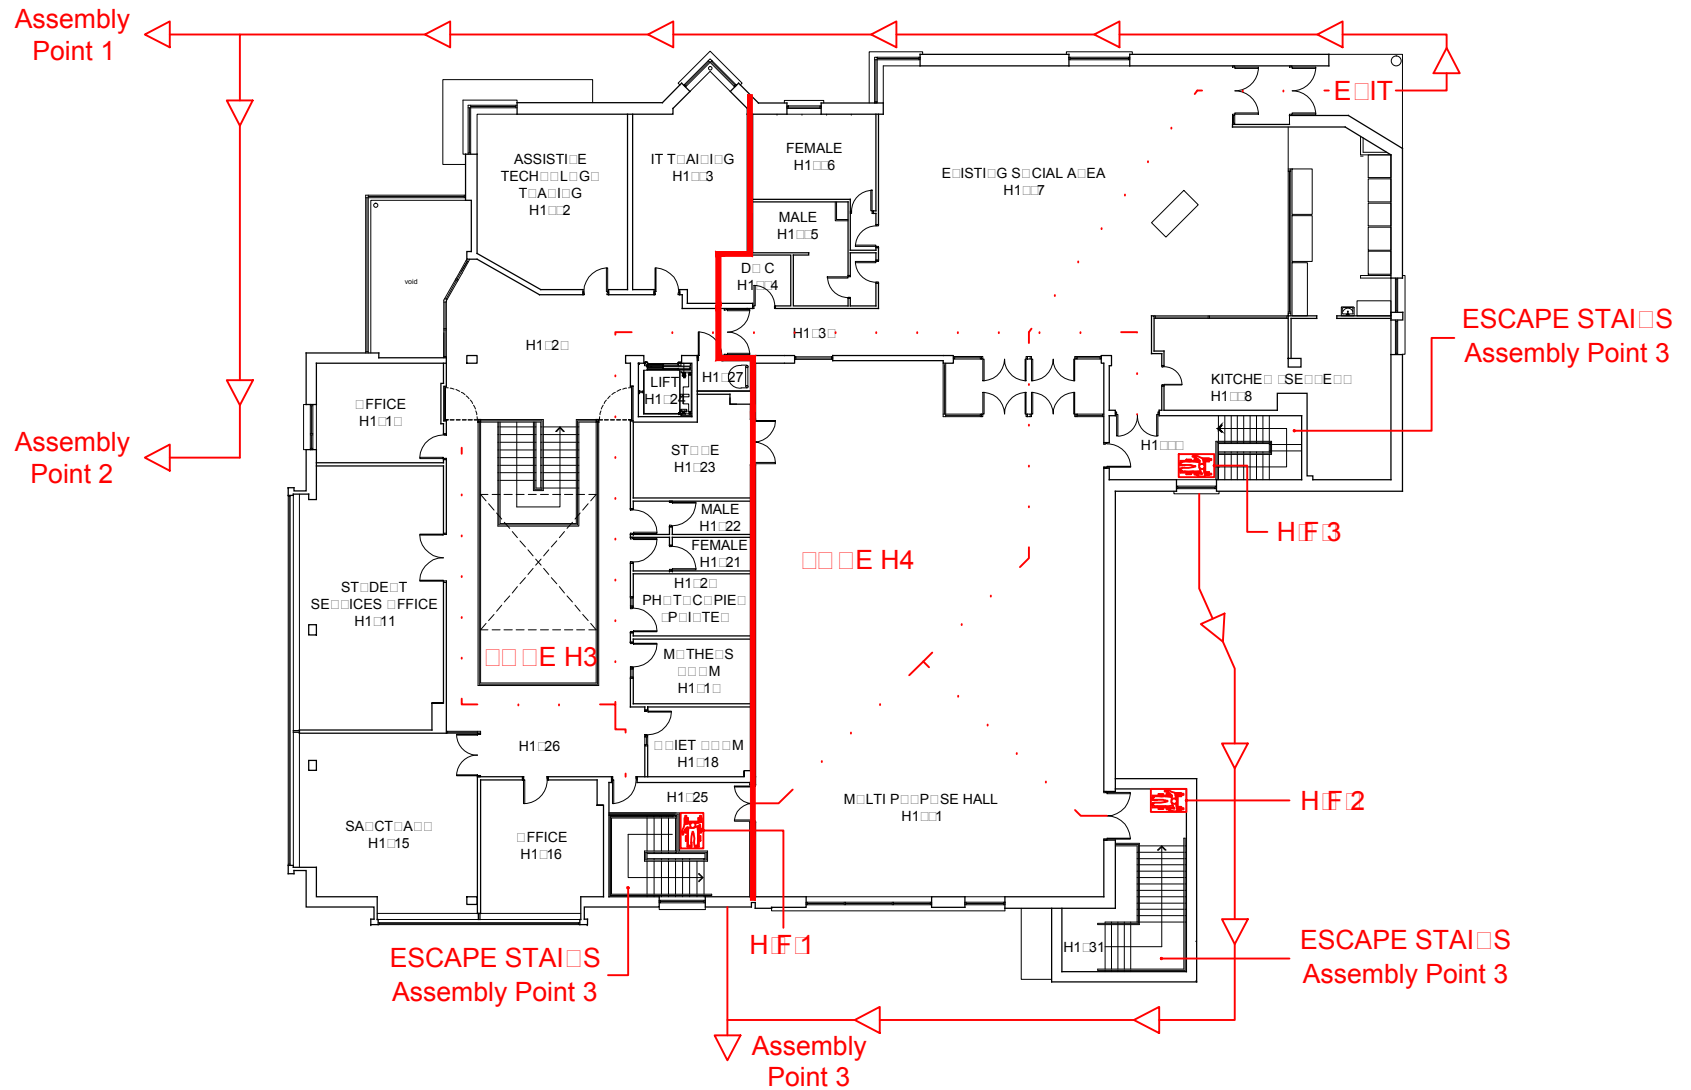 Assembly
Point 1
E□IT
ASSISTI□E
TECH□□L□G□
T□A□I□G
H1□□2
IT T□AI□I□G
H1□□3
FEMALE
H1□□6
E□ISTI□G S□CIAL A□EA
H1□□7
MALE
H1□□5
D□C
H1□□4
void
H1□3□
H1□2□
ESCAPE STAI□S
Assembly Point 3
LIFT
H1□24
H1□27
KITCHE□ □SE□□E□□
H1□□8
□FFICE
H1□1□
Assembly
Point 2
ST□□E
H1□23
H1□□□
MALE
H1□22
H□F□3
FEMALE
H1□21
□□□E H4
H1□2□
PH□T□C□PIE□
□P□I□TE□
ST□DE□T
SE□□ICES □FFICE
H1□11
□□□E H3
M□THE□S
□□□M
H1□1□
□□IET □□□M
H1□18
H1□26
H1□25
M□LTI P□□P□SE HALL
H1□□1
H□F□2
SA□CT□A□□
H1□15
□FFICE
H1□16
H□F□1
H1□31
ESCAPE STAI□S
Assembly Point 3
ESCAPE STAI□S
Assembly Point 3
Assembly
Point 3